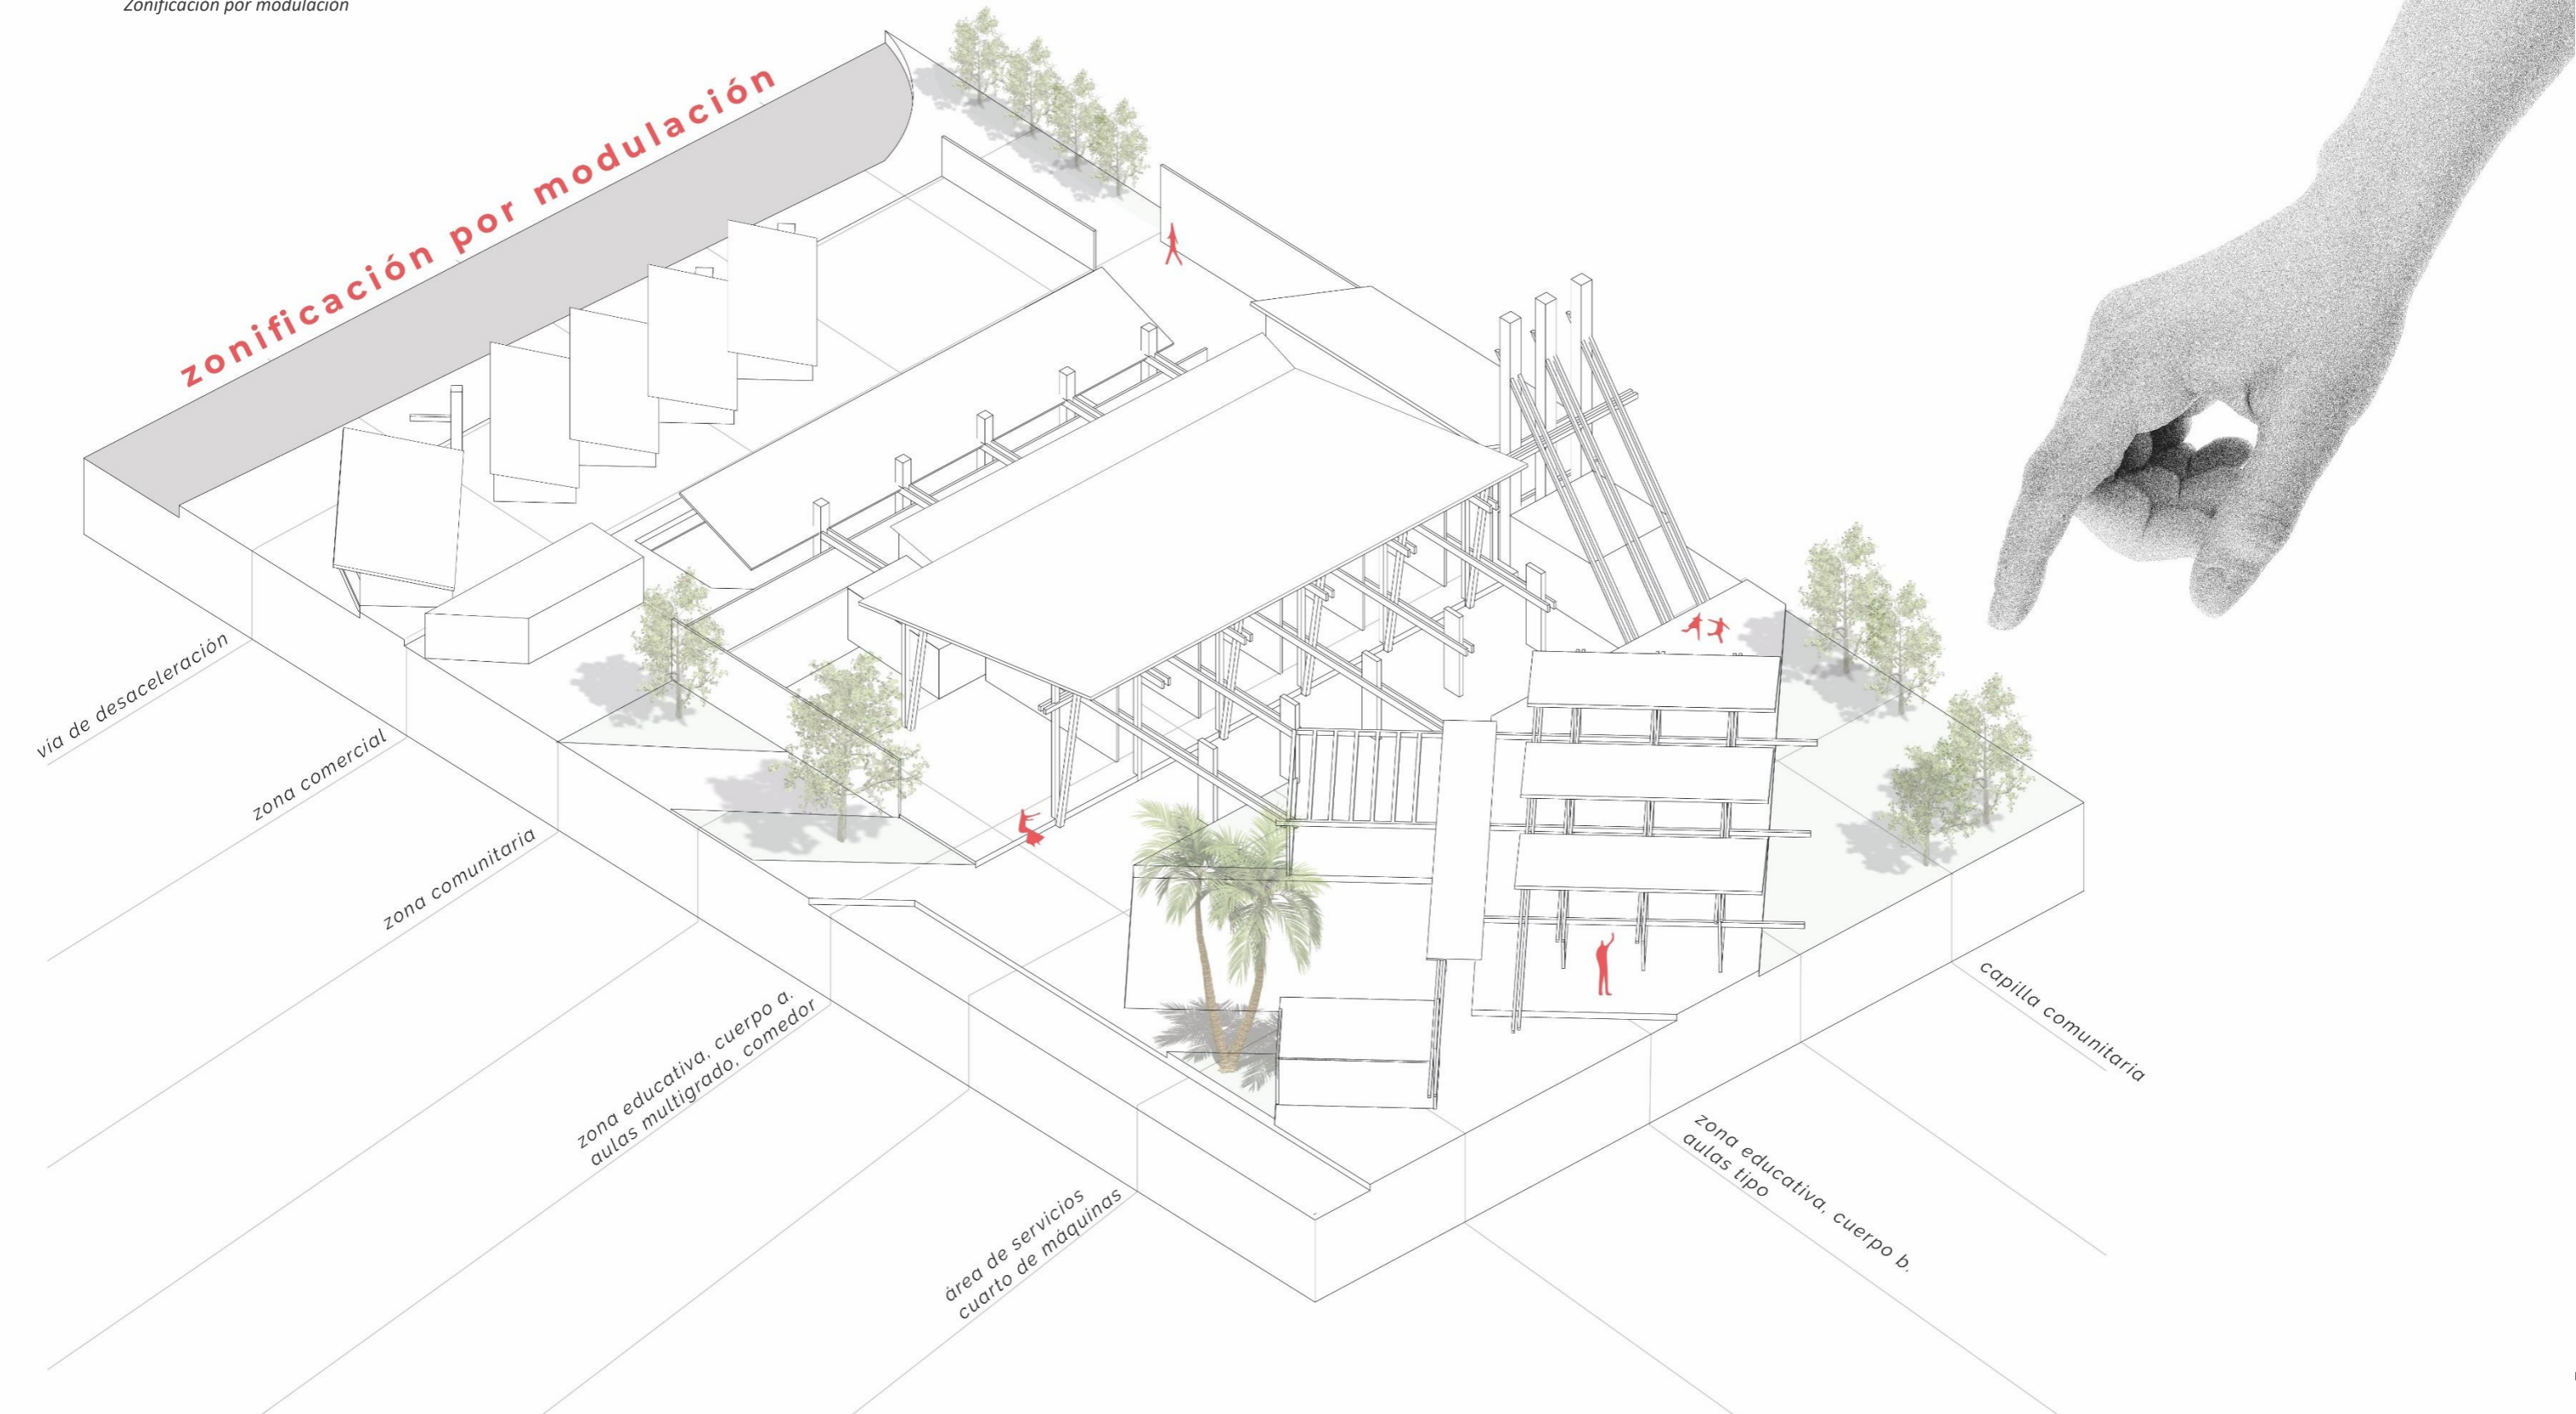 Zonificación por modulación
zonificación por modulación
vía de desaceleración
zona comercial
zona comunitaria
zona educativa, cuerpo a.
aulas multigrado, comedor
área de servicios
cuarto de máquinas
capilla comunitaria
zona educativa, cuerpo b.
aulas tipo